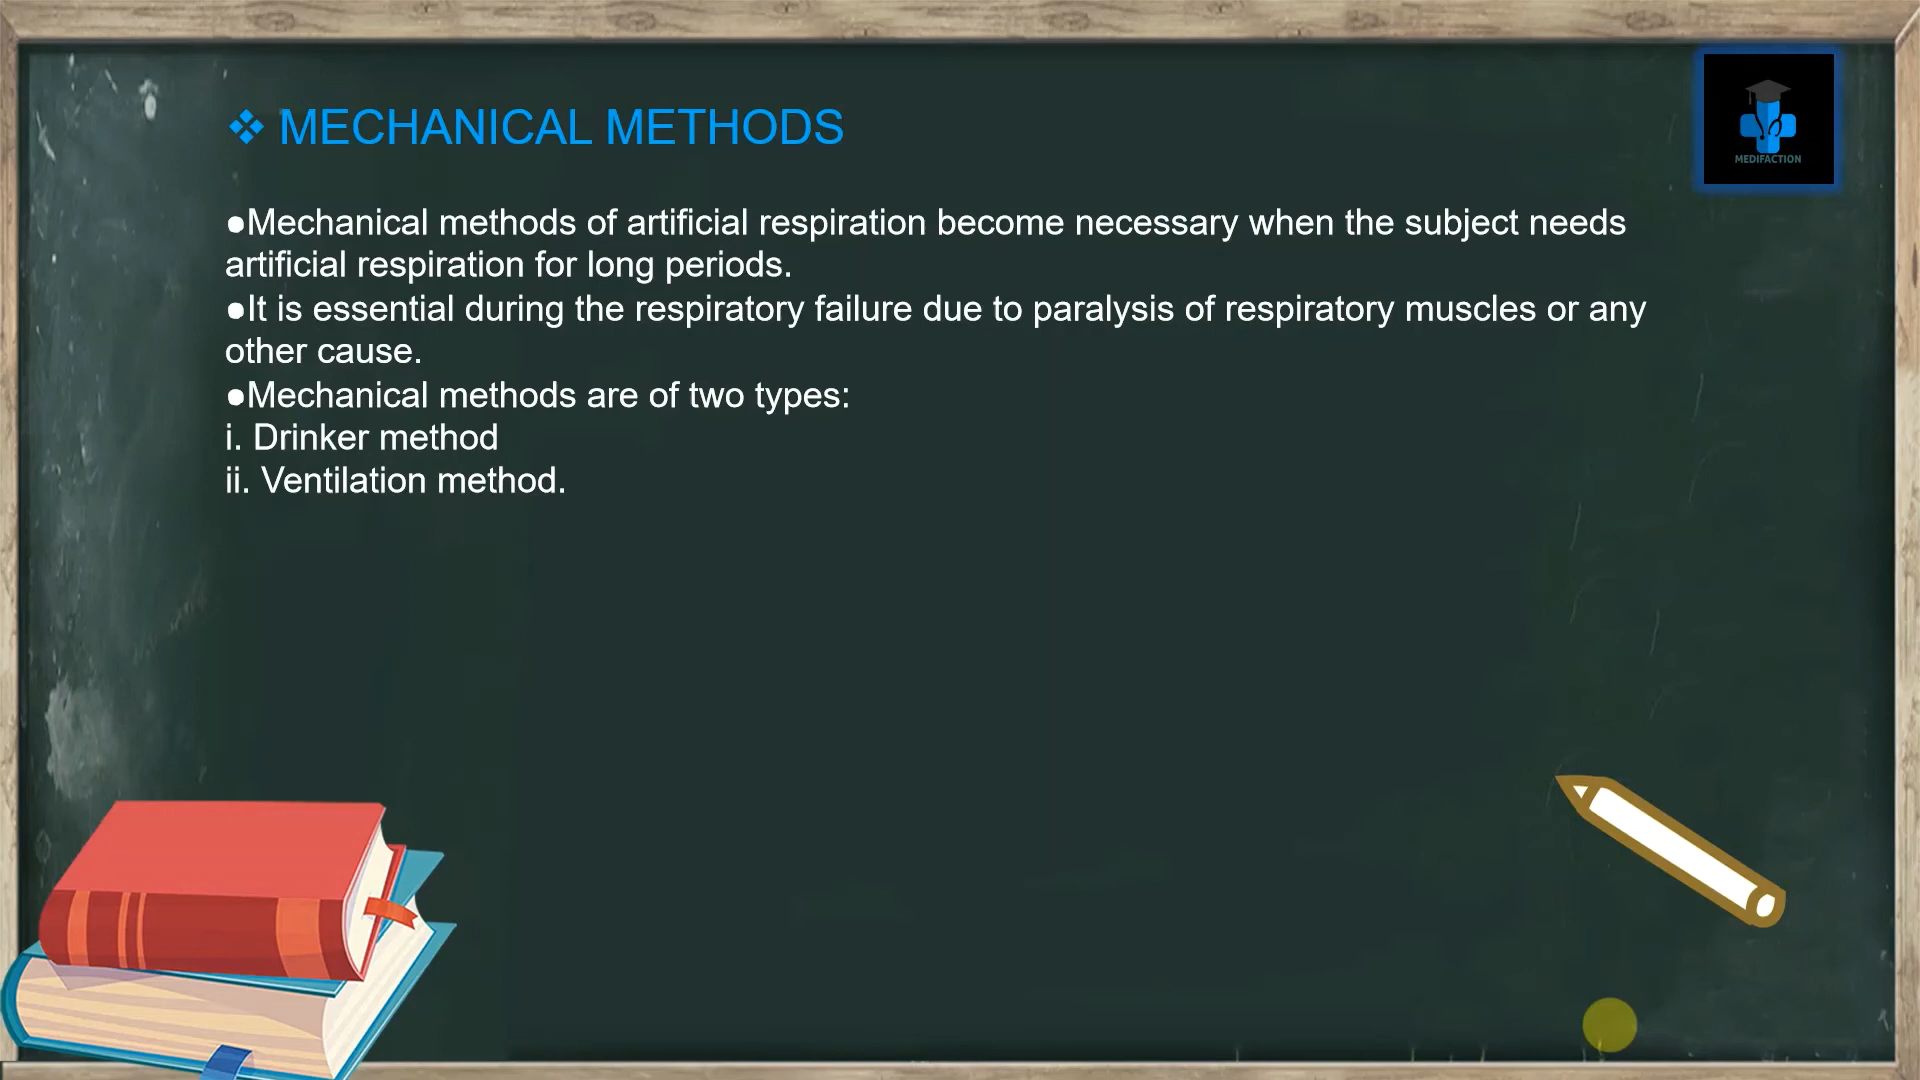 ❖ MECHANICAL METHODS
MEDIFACTION
●Mechanical methods of artificial respiration become necessary when the subject needs
artificial respiration for long periods.
●It is essential during the respiratory failure due to paralysis of respiratory muscles or any
other cause.
●Mechanical methods are of two types:
i. Drinker method
ii. Ventilation method.